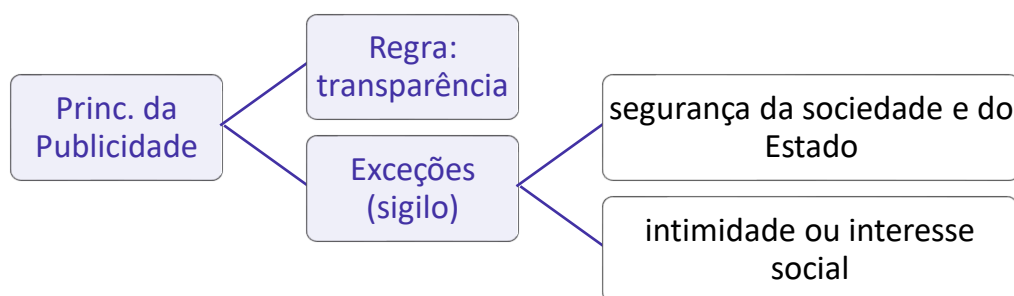 Princ. da
Publicidade
Regra:
transparência
Exceções
(sigilo)
segurança da sociedade e do
Estado
intimidade ou interesse
social